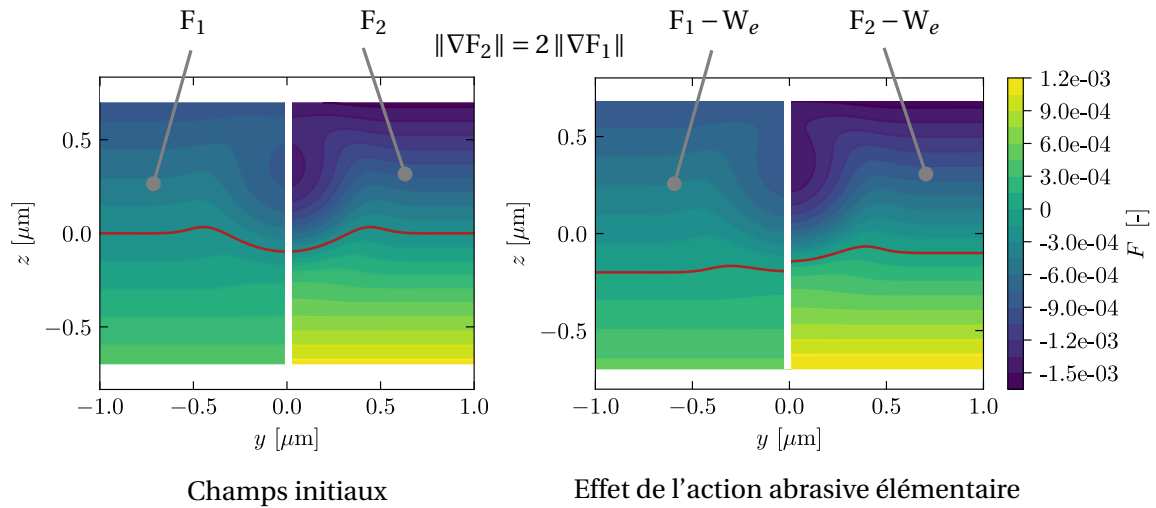 F1 F2 F1 – We F2 – We
‖∇F2‖ = 2 ‖∇F1‖
0.5
0.0
−0.5
z [μm]
−1.0 −0.5 0.0 0.5 1.0
y [μm]
0.5
0.0
−0.5
z [μm]
−1.0 −0.5 0.0 0.5 1.0
y [μm]
1.2e-03
9.0e-04
6.0e-04
3.0e-04
0
-3.0e-04
-6.0e-04
-9.0e-04
-1.2e-03
-1.5e-03
F [-]
Champs initiaux
Effet de l'action abrasive élémentaire